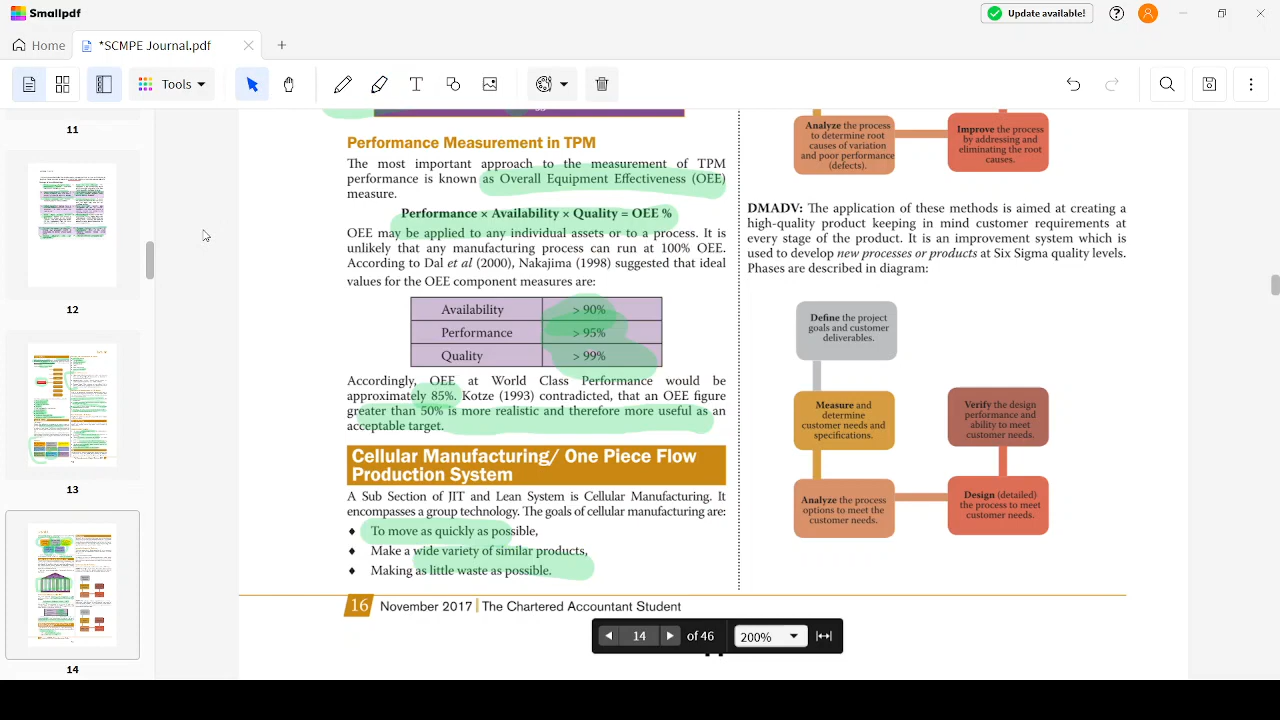 Smallpdf
Update available!
Home
*SCMPE Journal.pdf
Tools
11
12
13
14
Performance Measurement in TPM
The most important approach to the measurement of TPM
performance is known as Overall Equipment Effectiveness (OEE)
measure.
Performance × Availability × Quality = OEE %
OEE may be applied to any individual assets or to a process. It is
unlikely that any manufacturing process can run at 100% OEE.
According to Dal et al (2000), Nakajima (1998) suggested that ideal
values for the OEE component measures are:
Availability > 90%
Performance > 95%
Quality > 99%
Accordingly, OEE at World Class Performance would be
approximately 85%. Kotze (1993) contradicted, that an OEE figure
greater than 50% is more realistic and therefore more useful as an
acceptable target.
Cellular Manufacturing/ One Piece Flow
Production System
A Sub Section of JIT and Lean System is Cellular Manufacturing. It
encompasses a group technology. The goals of cellular manufacturing are:
♦ To move as quickly as possible,
♦ Make a wide variety of similar products,
♦ Making as little waste as possible.
Analyze the process
to determine root
causes of variation
and poor performance
(defects).
Improve the process
by addressing and
eliminating the root
causes.
DMADV: The application of these methods is aimed at creating a
high-quality product keeping in mind customer requirements at
every stage of the product. It is an improvement system which is
used to develop new processes or products at Six Sigma quality levels.
Phases are described in diagram:
Define the project
goals and customer
deliverables.
Measure and
determine
customer needs and
specifications.
Verify the design
performance and
ability to meet
customer needs.
Analyze the process
options to meet the
customer needs.
Design (detailed)
the process to meet
customer needs.
16 November 2017 | The Chartered Accountant Student
14 of 46
200%